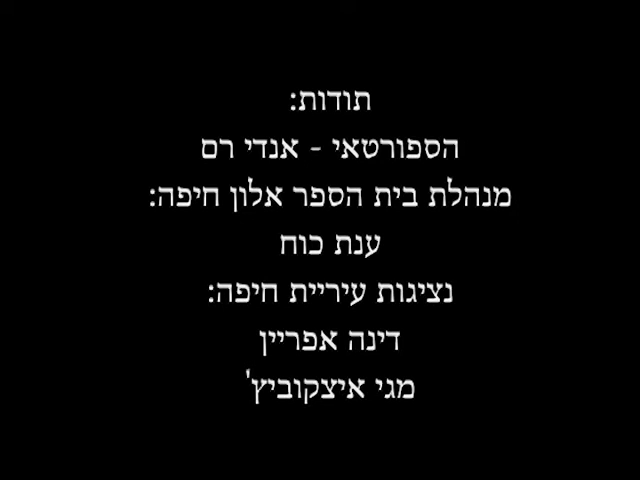 תודות:
הספורטאי - אנדי רם
מנהלת בית הספר אלון חיפה:
ענת כוח
נציגות עיריית חיפה:
דינה אפריין
מגי איצקוביץ'